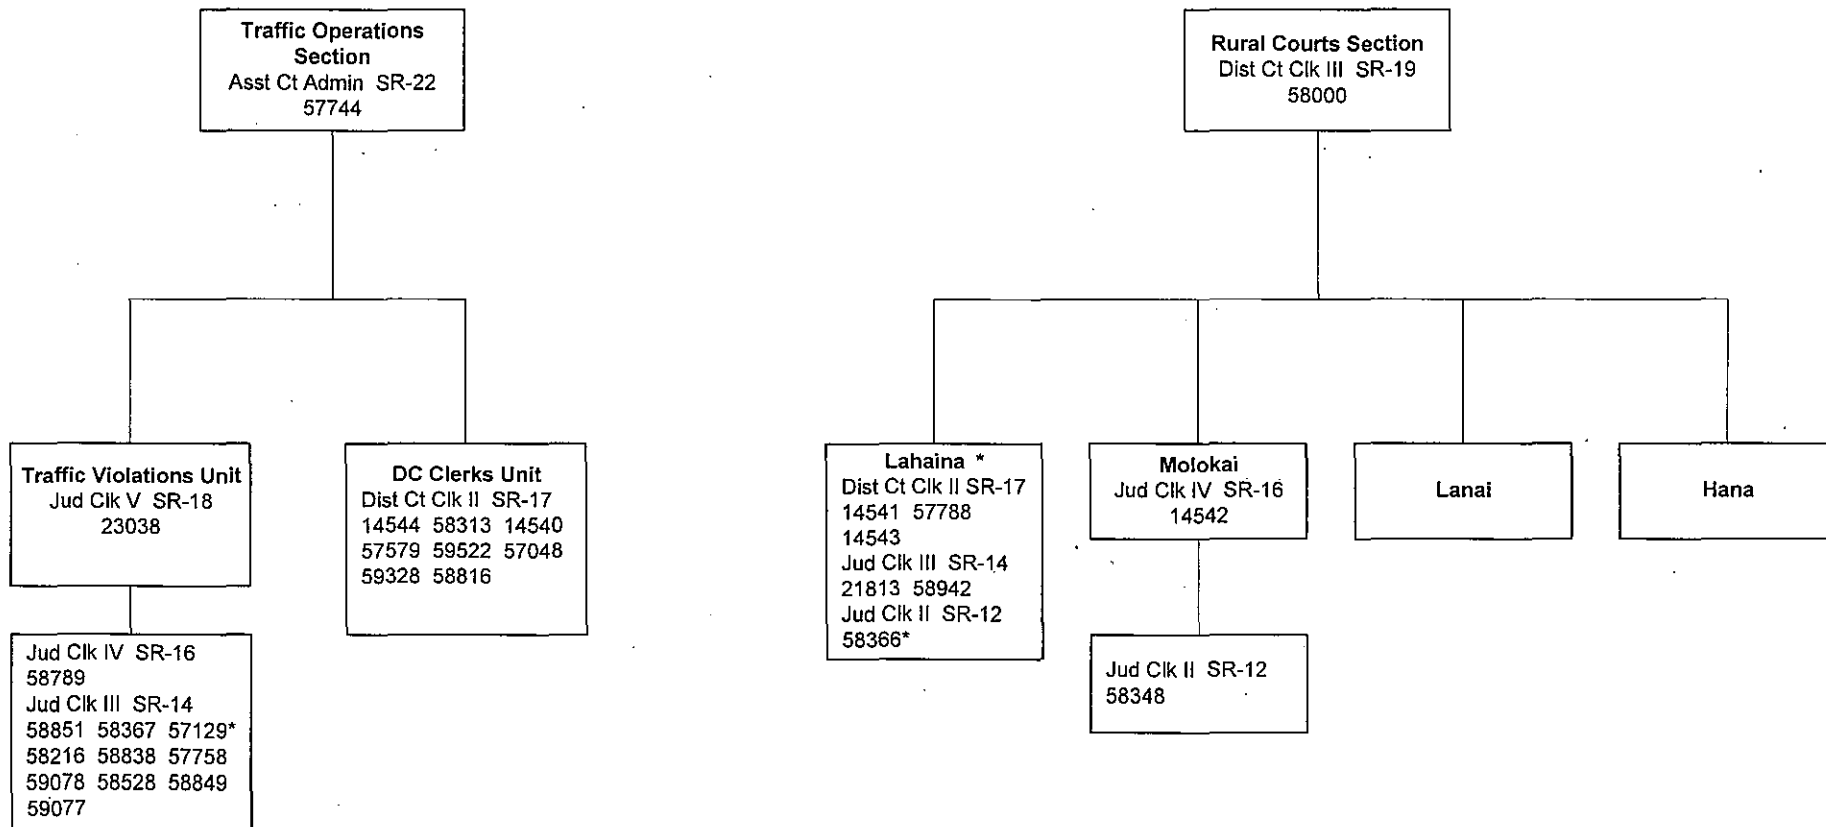 Traffic Operations
Section
Asst Ct Admin SR-22
57744
Rural Courts Section
Dist Ct Clk III SR-19
58000
Traffic Violations Unit
Jud Clk V SR-18
23038
DC Clerks Unit
Dist Ct Clk II SR-17
14544 58313 14540
57579 59522 57048
59328 58816
Lahaina *
Dist Ct Clk II SR-17
14541 57788
14543
Jud Clk III SR-14
21813 58942
Jud Clk II SR-12
58366*
Molokai
Jud Clk IV SR-16
14542
Lanai
Hana
Jud Clk IV SR-16
58789
Jud Clk III SR-14
58851 58367 57129*
58216 58838 57758
59078 58528 58849
59077
Jud Clk II SR-12
58348